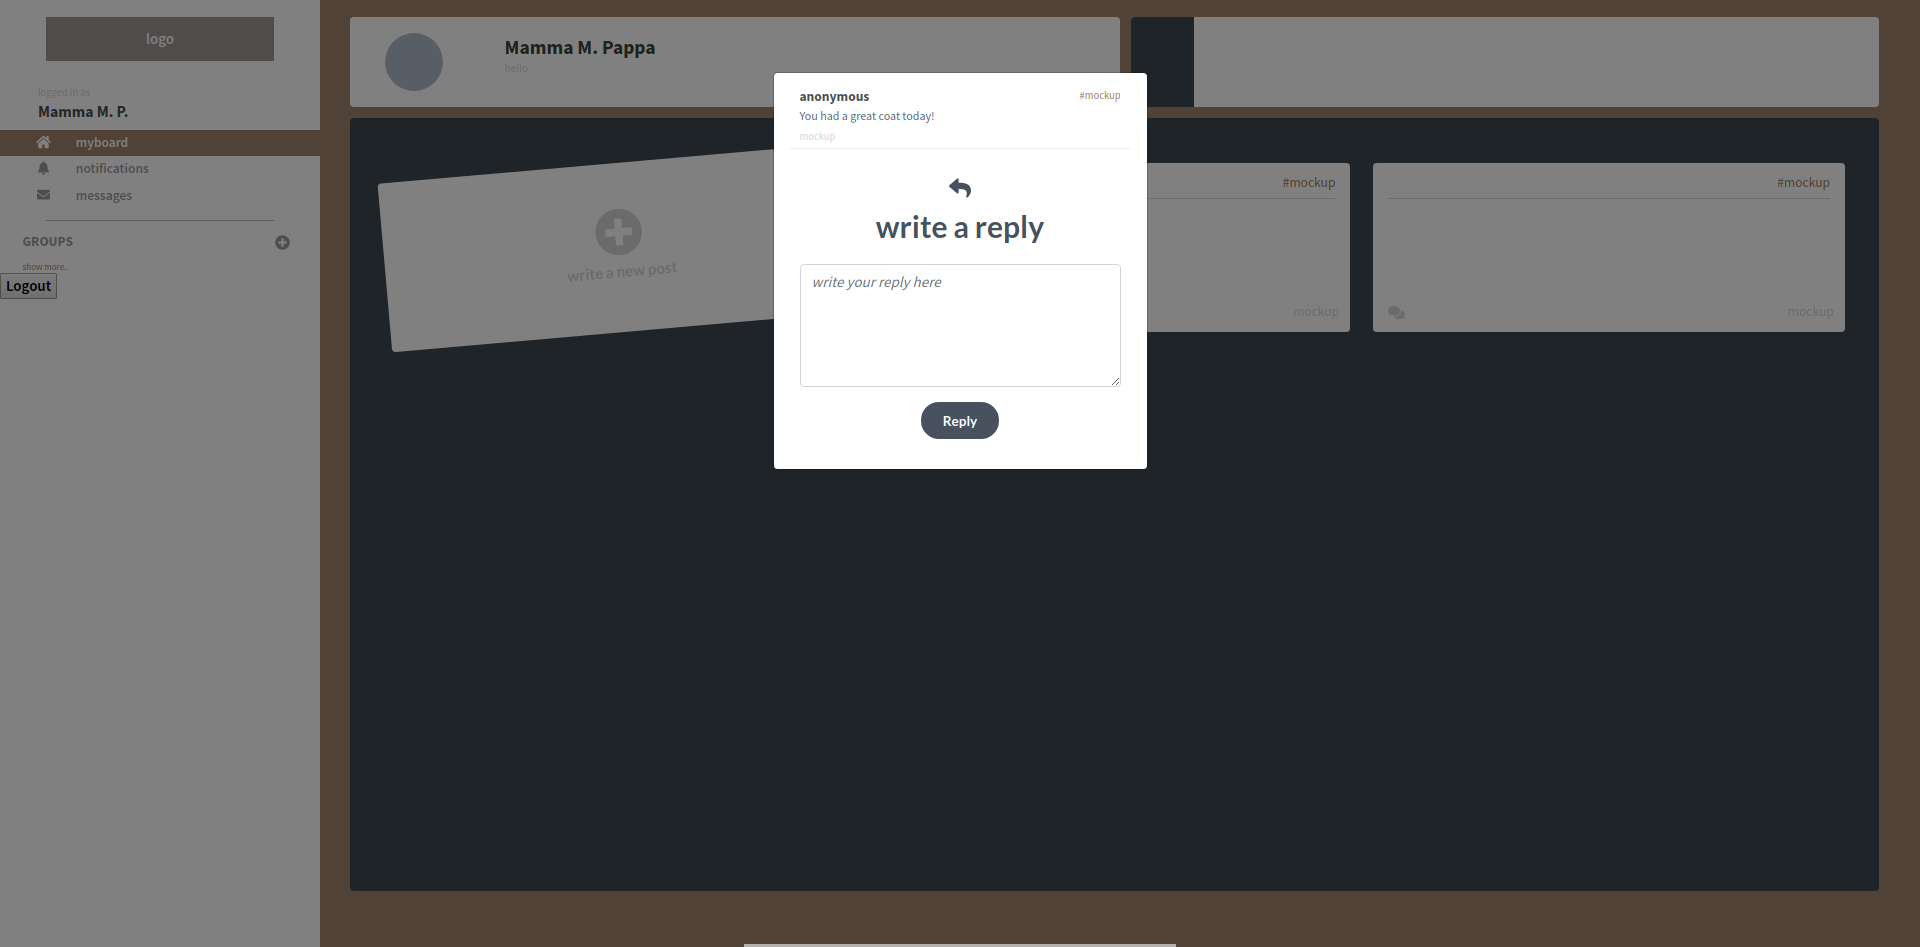 logo
logged in as
Mamma M. P.
myboard
notifications
messages
GROUPS
show more..
Logout
Mamma M. Pappa
hello
write a new post
#mockup
mockup
#mockup
mockup
anonymous
#mockup
You had a great coat today!
mockup
write a reply
write your reply here
Reply